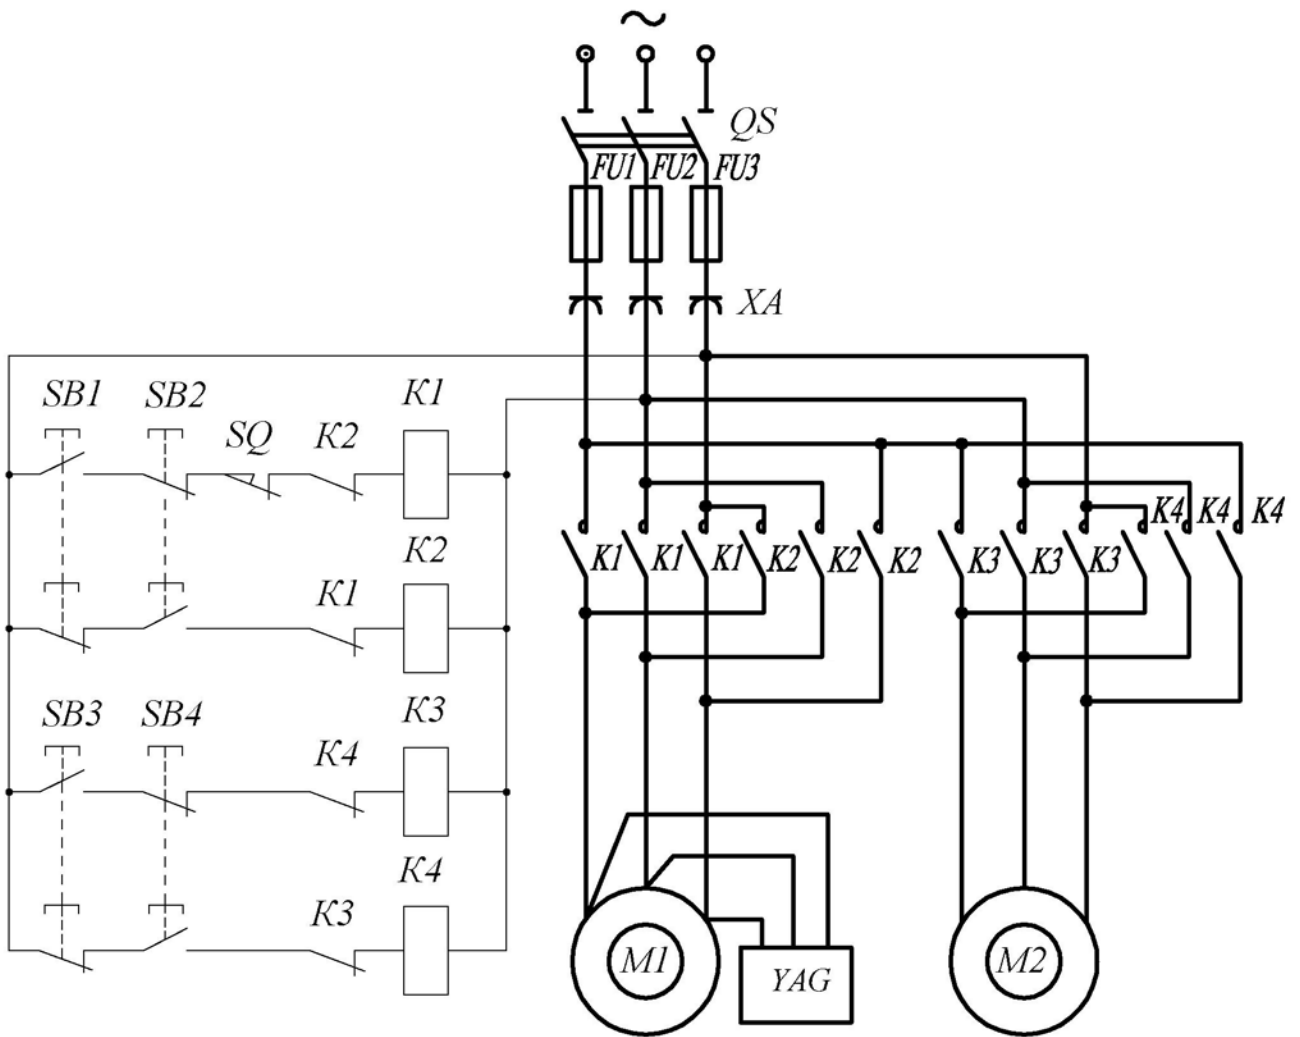 ~
QS
FU1 FU2 FU3
XA
SB1 SB2 SQ K2 K1
K1 K1 K1 K2 K2 K2 K3 K3 K3 K4 K4 K4
K1 K2
SB3 SB4 K4 K3
K3 K4
M1 YAG M2